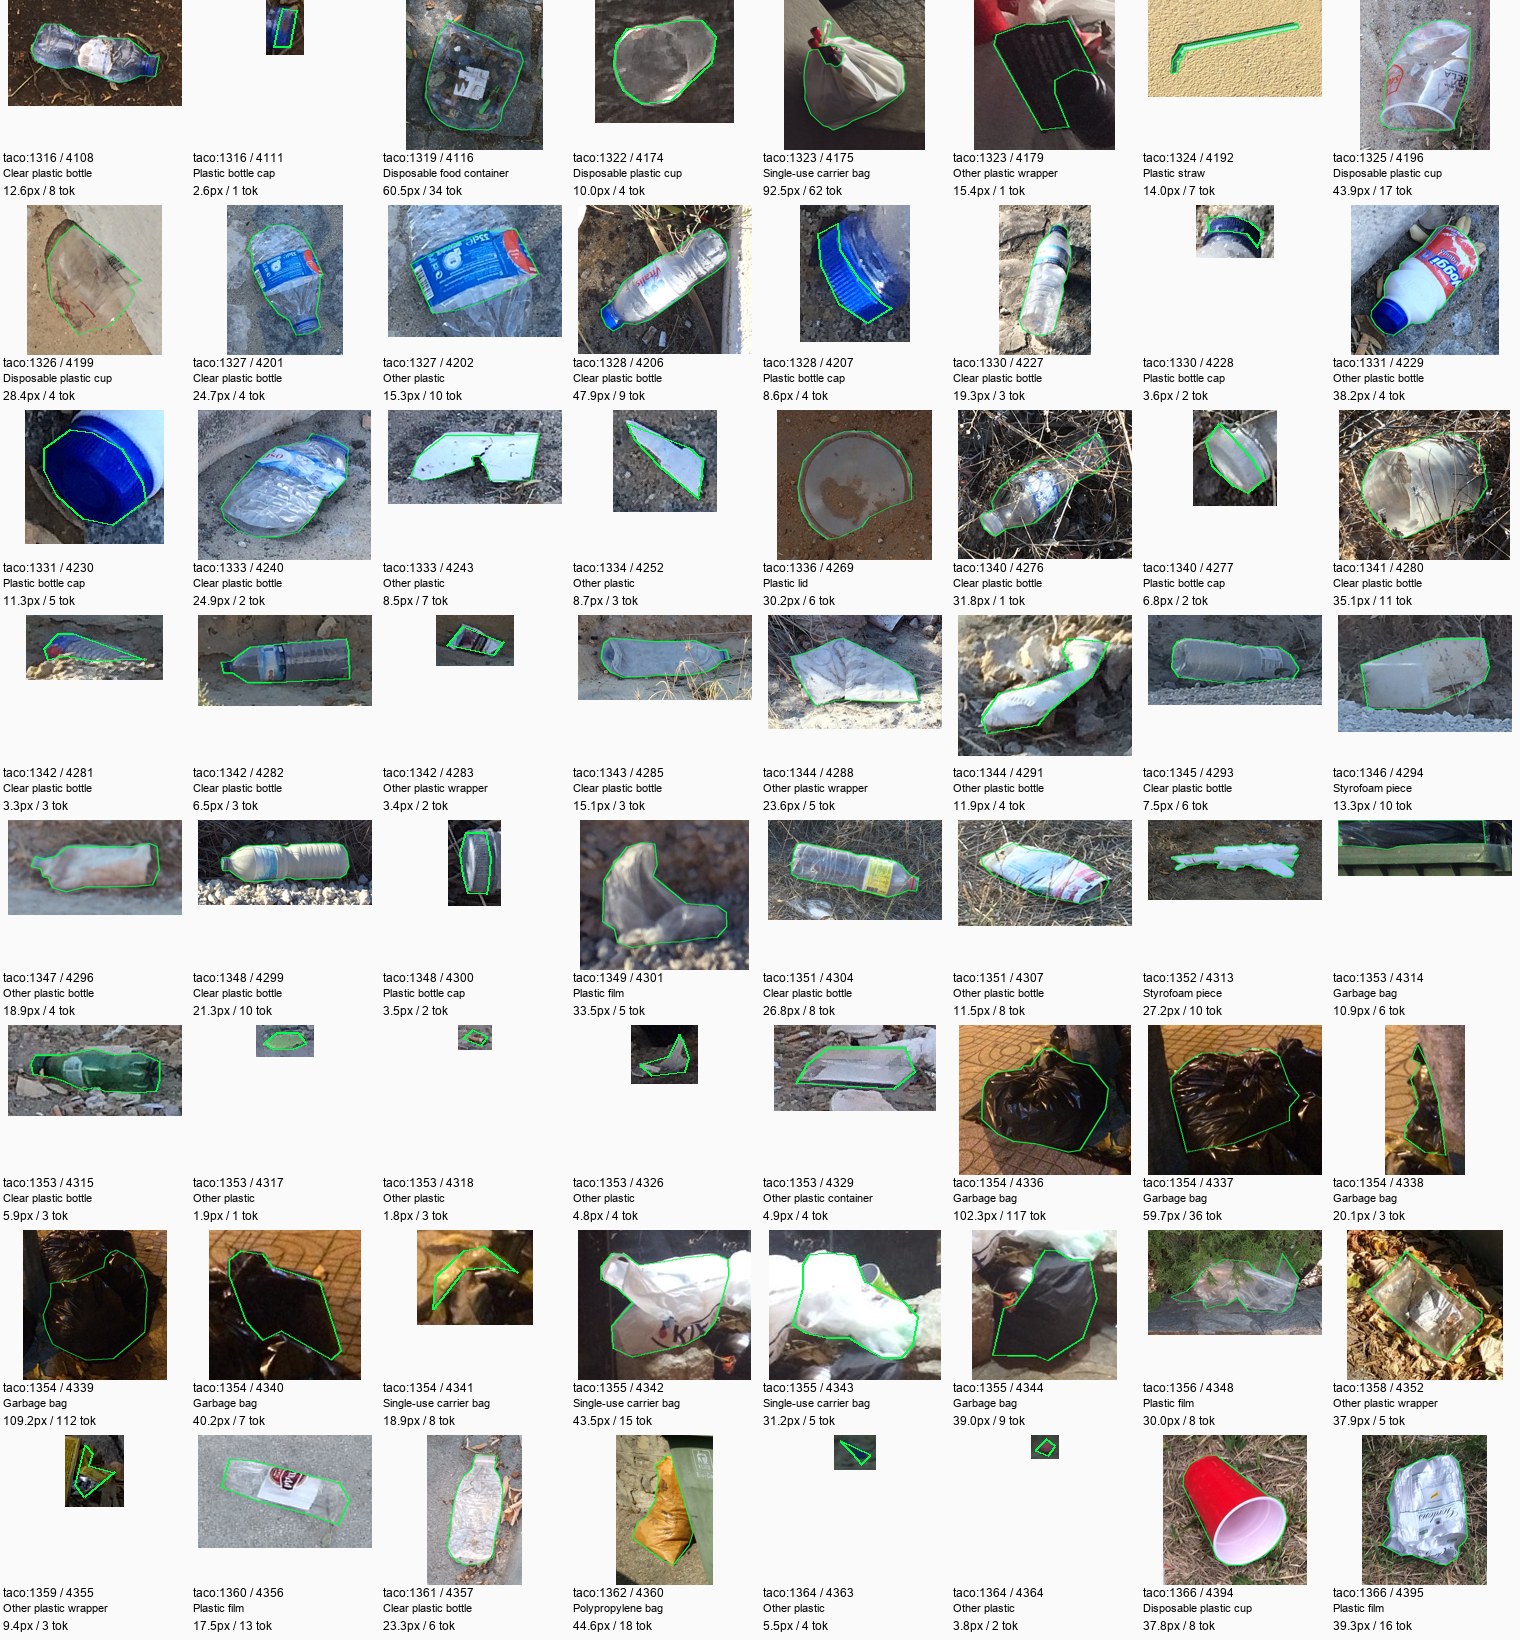 taco:1316 / 4108
Clear plastic bottle
12.6px / 8 tok
taco:1316 / 4111
Plastic bottle cap
2.6px / 1 tok
taco:1319 / 4116
Disposable food container
60.5px / 34 tok
taco:1322 / 4174
Disposable plastic cup
10.0px / 4 tok
taco:1323 / 4175
Single-use carrier bag
92.5px / 62 tok
taco:1323 / 4179
Other plastic wrapper
15.4px / 1 tok
taco:1324 / 4192
Plastic straw
14.0px / 7 tok
taco:1325 / 4196
Disposable plastic cup
43.9px / 17 tok
taco:1326 / 4199
Disposable plastic cup
28.4px / 4 tok
taco:1327 / 4201
Clear plastic bottle
24.7px / 4 tok
taco:1327 / 4202
Other plastic
15.3px / 10 tok
taco:1328 / 4206
Clear plastic bottle
47.9px / 9 tok
taco:1328 / 4207
Plastic bottle cap
8.6px / 4 tok
taco:1330 / 4227
Clear plastic bottle
19.3px / 3 tok
taco:1330 / 4228
Plastic bottle cap
3.6px / 2 tok
taco:1331 / 4229
Other plastic bottle
38.2px / 4 tok
taco:1331 / 4230
Plastic bottle cap
11.3px / 5 tok
taco:1333 / 4240
Clear plastic bottle
24.9px / 2 tok
taco:1333 / 4243
Other plastic
8.5px / 7 tok
taco:1334 / 4252
Other plastic
8.7px / 3 tok
taco:1336 / 4269
Plastic lid
30.2px / 6 tok
taco:1340 / 4276
Clear plastic bottle
31.8px / 1 tok
taco:1340 / 4277
Plastic bottle cap
6.8px / 2 tok
taco:1341 / 4280
Clear plastic bottle
35.1px / 11 tok
taco:1342 / 4281
Clear plastic bottle
3.3px / 3 tok
taco:1342 / 4282
Clear plastic bottle
6.5px / 3 tok
taco:1342 / 4283
Other plastic wrapper
3.4px / 2 tok
taco:1343 / 4285
Clear plastic bottle
15.1px / 3 tok
taco:1344 / 4288
Other plastic wrapper
23.6px / 5 tok
taco:1344 / 4291
Other plastic bottle
11.9px / 4 tok
taco:1345 / 4293
Clear plastic bottle
7.5px / 6 tok
taco:1346 / 4294
Styrofoam piece
13.3px / 10 tok
taco:1347 / 4296
Other plastic bottle
18.9px / 4 tok
taco:1348 / 4299
Clear plastic bottle
21.3px / 10 tok
taco:1348 / 4300
Plastic bottle cap
3.5px / 2 tok
taco:1349 / 4301
Plastic film
33.5px / 5 tok
taco:1351 / 4304
Clear plastic bottle
26.8px / 8 tok
taco:1351 / 4307
Other plastic bottle
11.5px / 8 tok
taco:1352 / 4313
Styrofoam piece
27.2px / 10 tok
taco:1353 / 4314
Garbage bag
10.9px / 6 tok
taco:1353 / 4315
Clear plastic bottle
5.9px / 3 tok
taco:1353 / 4317
Other plastic
1.9px / 1 tok
taco:1353 / 4318
Other plastic
1.8px / 3 tok
taco:1353 / 4326
Other plastic
4.8px / 4 tok
taco:1353 / 4329
Other plastic container
4.9px / 4 tok
taco:1354 / 4336
Garbage bag
102.3px / 117 tok
taco:1354 / 4337
Garbage bag
59.7px / 36 tok
taco:1354 / 4338
Garbage bag
20.1px / 3 tok
KIX
taco:1354 / 4339
Garbage bag
109.2px / 112 tok
taco:1354 / 4340
Garbage bag
40.2px / 7 tok
taco:1354 / 4341
Single-use carrier bag
18.9px / 8 tok
taco:1355 / 4342
Single-use carrier bag
43.5px / 15 tok
taco:1355 / 4343
Single-use carrier bag
31.2px / 5 tok
taco:1355 / 4344
Garbage bag
39.0px / 9 tok
taco:1356 / 4348
Plastic film
30.0px / 8 tok
taco:1358 / 4352
Other plastic wrapper
37.9px / 5 tok
taco:1359 / 4355
Other plastic wrapper
9.4px / 3 tok
taco:1360 / 4356
Plastic film
17.5px / 13 tok
taco:1361 / 4357
Clear plastic bottle
23.3px / 6 tok
taco:1362 / 4360
Polypropylene bag
44.6px / 18 tok
taco:1364 / 4363
Other plastic
5.5px / 4 tok
taco:1364 / 4364
Other plastic
3.8px / 2 tok
taco:1366 / 4394
Disposable plastic cup
37.8px / 8 tok
taco:1366 / 4395
Plastic film
39.3px / 16 tok